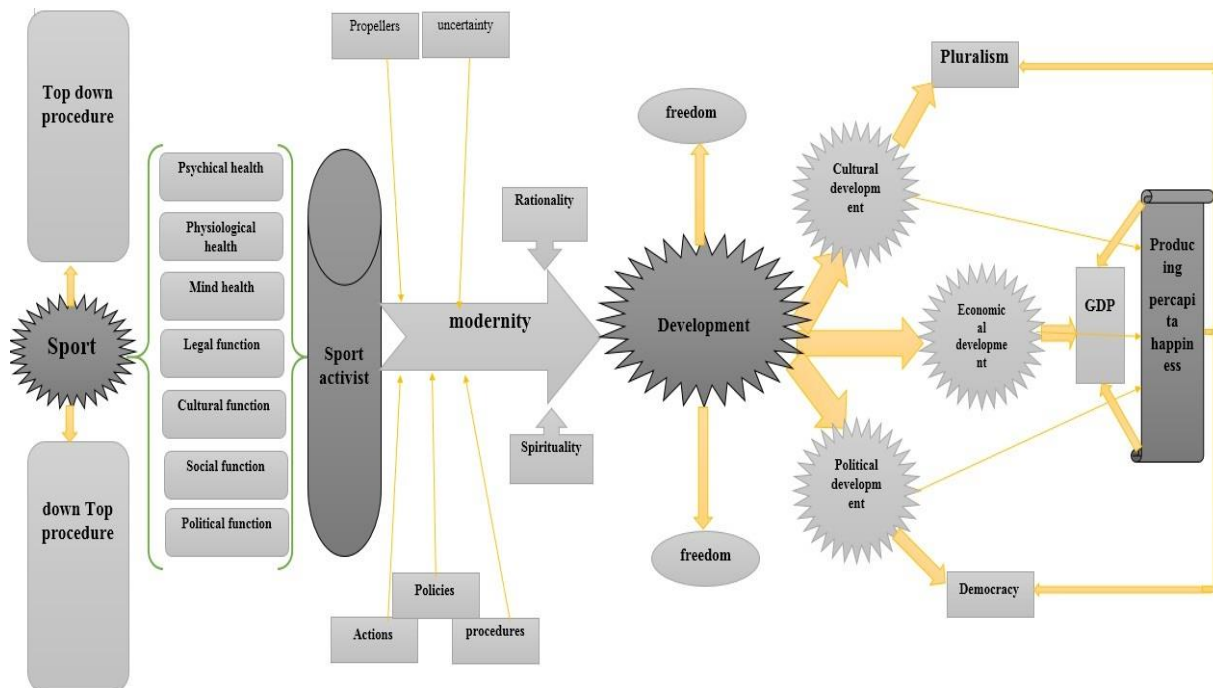 Top down
procedure
Sport
down Top
procedure
Psychical health
Physiological
health
Mind health
Legal function
Cultural function
Social function
Political function
Sport
activist
Propellers
uncertainty
modernity
Rationality
Spirituality
Actions
Policies
procedures
Development
freedom
freedom
Cultural
developm
ent
Economic
al
developme
nt
Political
developm
ent
Pluralism
GDP
Democracy
Produc
ing
percapi
ta
happin
ess